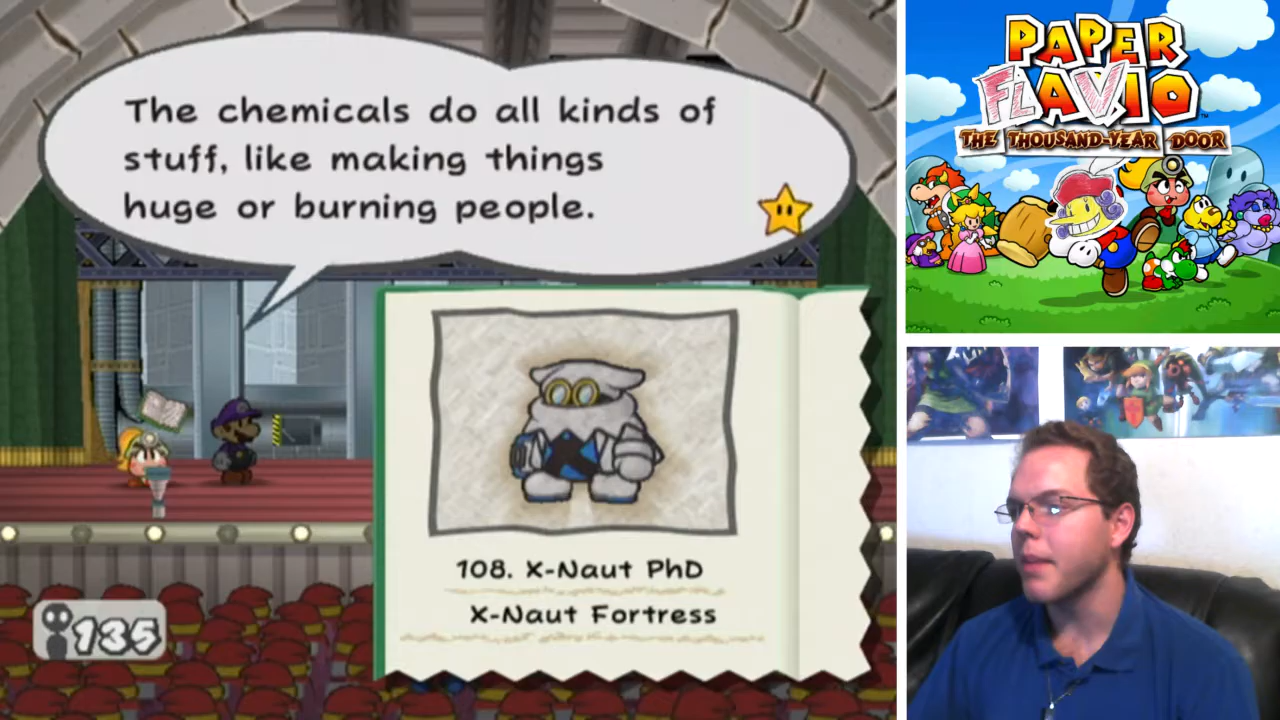 The chemicals do all kinds of
stuff, like making things
huge or burning people.
108. X-Naut PhD
X-Naut Fortress
135
PAPER
FLAVIO
THE THOUSAND-YEAR DOOR